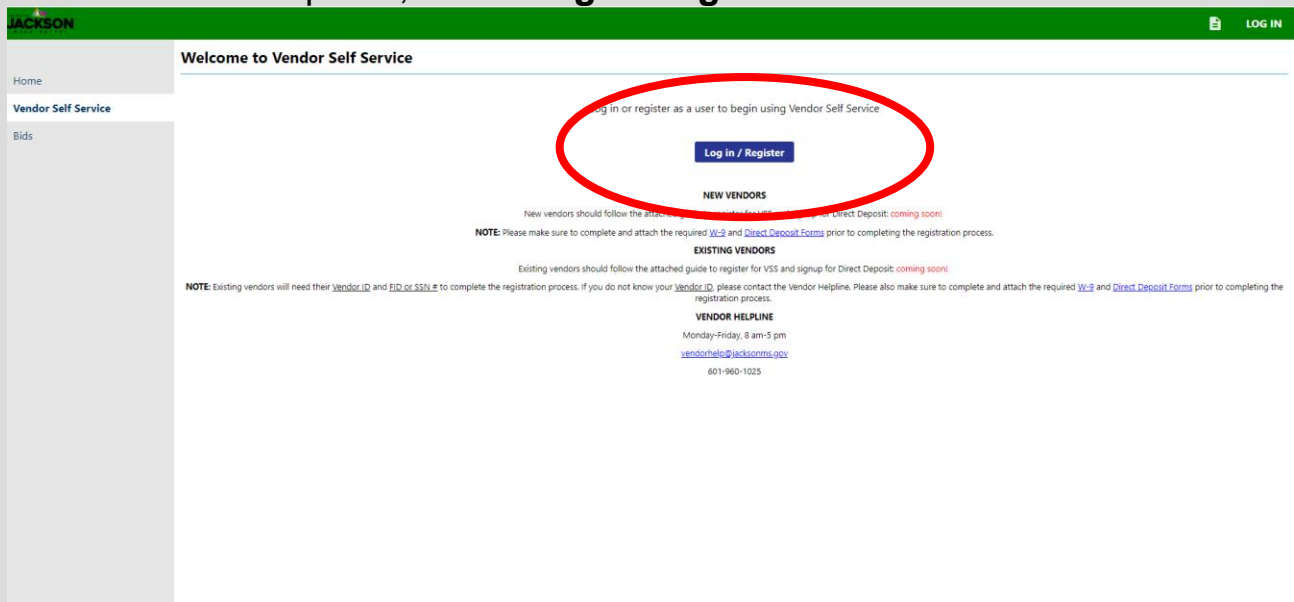 JACKSON
LOG IN
Welcome to Vendor Self Service
Home
Vendor Self Service
Bids
in or register as a user to begin using Vendor Self Service
Log in / Register
NEW VENDORS
New vendors should follow the for Direct Deposit: coming soon!
NOTE: Please make sure to complete and attach the required W-9 and Direct Deposit Forms prior to completing the registration process.
EXISTING VENDORS
Existing vendors should follow the attached guide to register for VSS and signup for Direct Deposit: coming soon!
NOTE: Existing vendors will need their Vendor ID and FID or SSN # to complete the registration process. If you do not know your Vendor ID, please contact the Vendor Helpline. Please also make sure to complete and attach the required W-9 and Direct Deposit Forms prior to completing the
registration process.
VENDOR HELPLINE
Monday-Friday, 8 am-5 pm
vendorhelp@jacksonms.gov
601-960-1025